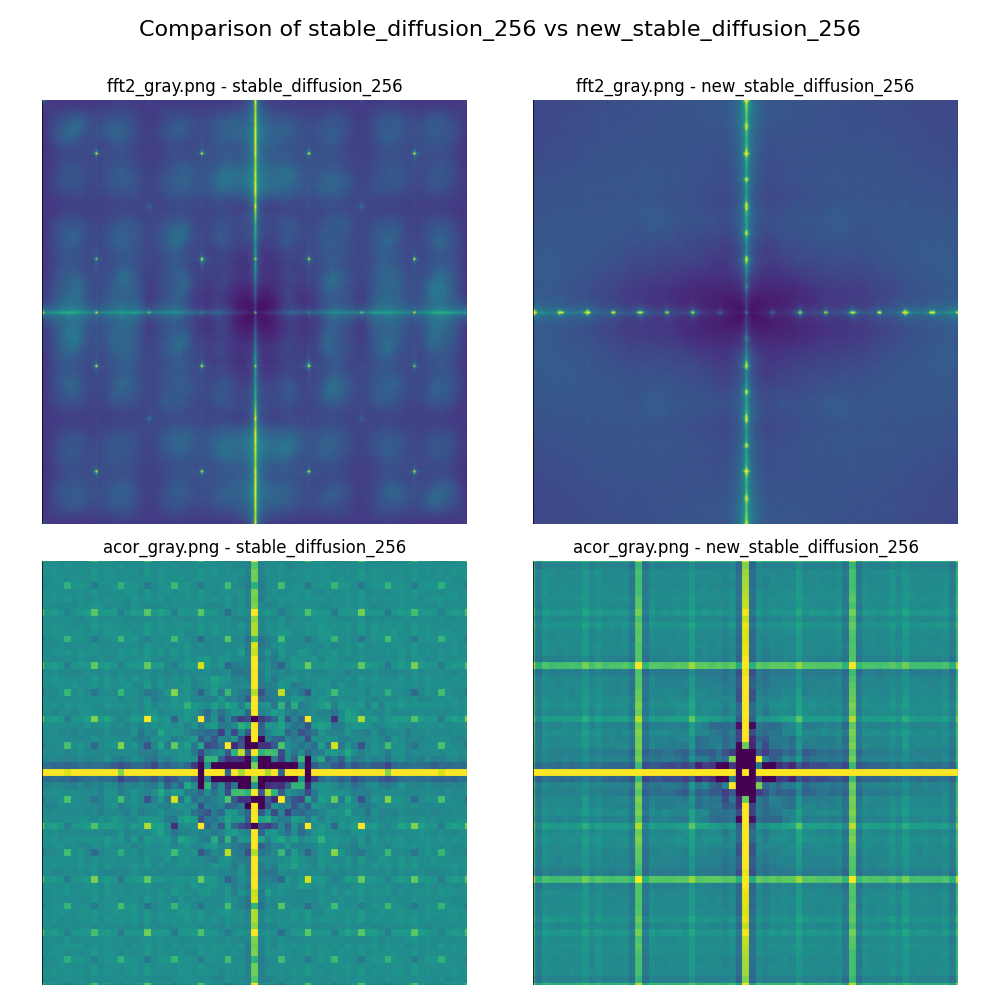 Comparison of stable_diffusion_256 vs new_stable_diffusion_256
fft2_gray.png - stable_diffusion_256
fft2_gray.png - new_stable_diffusion_256
acor_gray.png - stable_diffusion_256
acor_gray.png - new_stable_diffusion_256